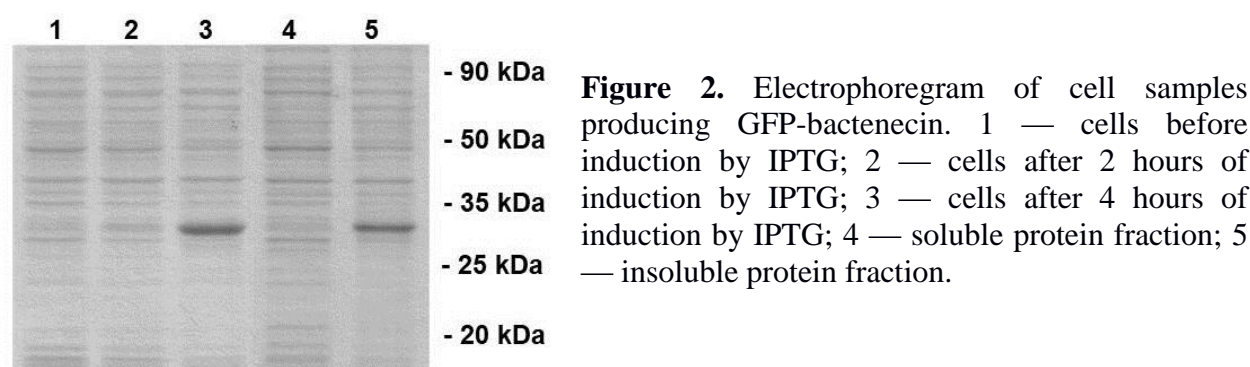 1 2 3 4 5
- 90 kDa
- 50 kDa
- 35 kDa
- 25 kDa
- 20 kDa
Figure 2. Electrophoregram of cell samples
producing GFP-bactenecin. 1 — cells before
induction by IPTG; 2 — cells after 2 hours of
induction by IPTG; 3 — cells after 4 hours of
induction by IPTG; 4 — soluble protein fraction; 5
— insoluble protein fraction.